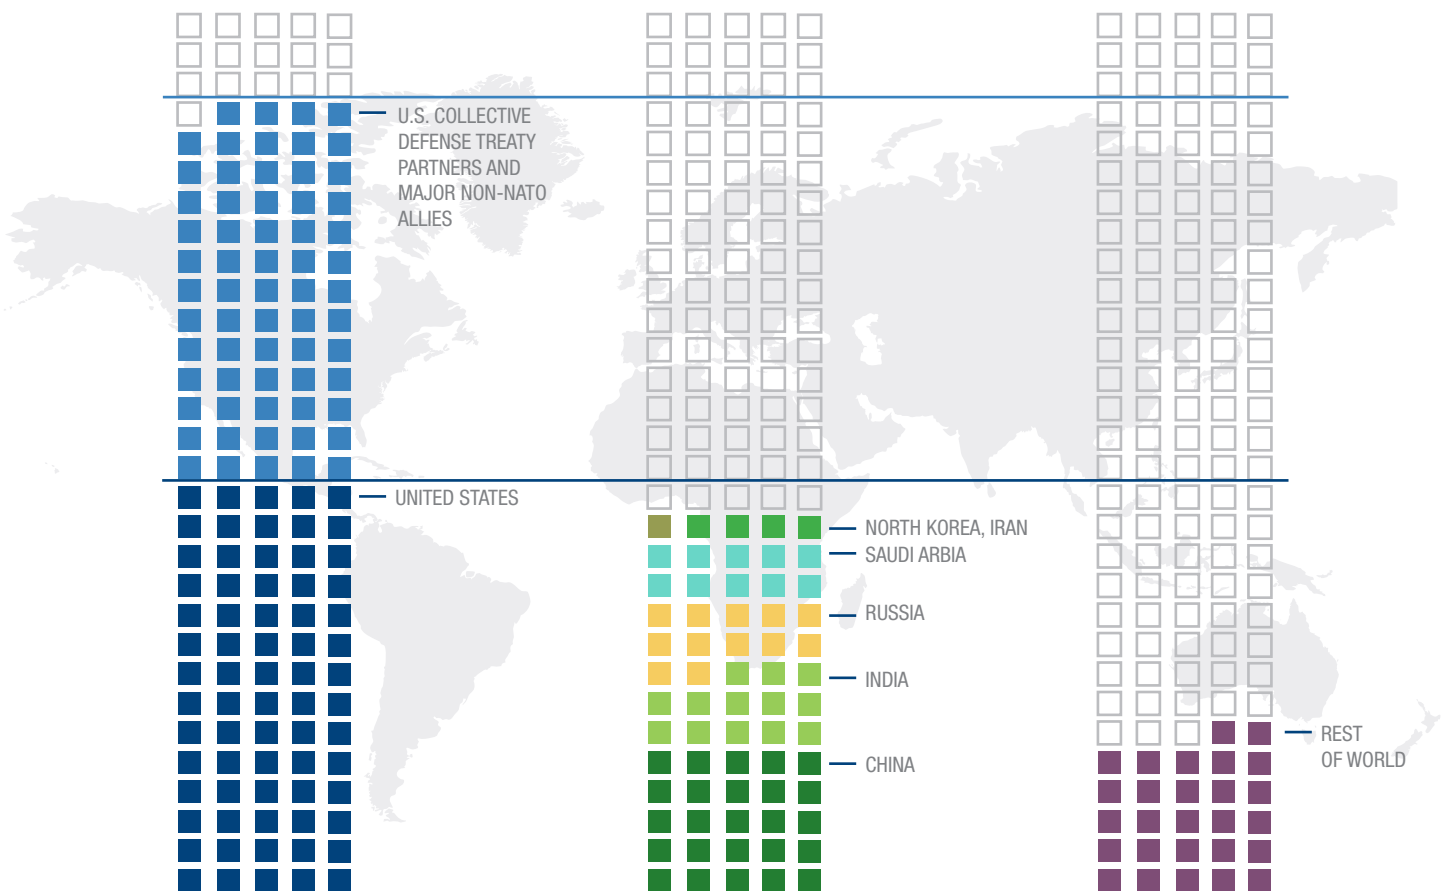 U.S. COLLECTIVE
DEFENSE TREATY
PARTNERS AND
MAJOR NON-NATO
ALLIES
UNITED STATES
NORTH KOREA, IRAN
SAUDI ARBIA
RUSSIA
INDIA
CHINA
REST
OF WORLD